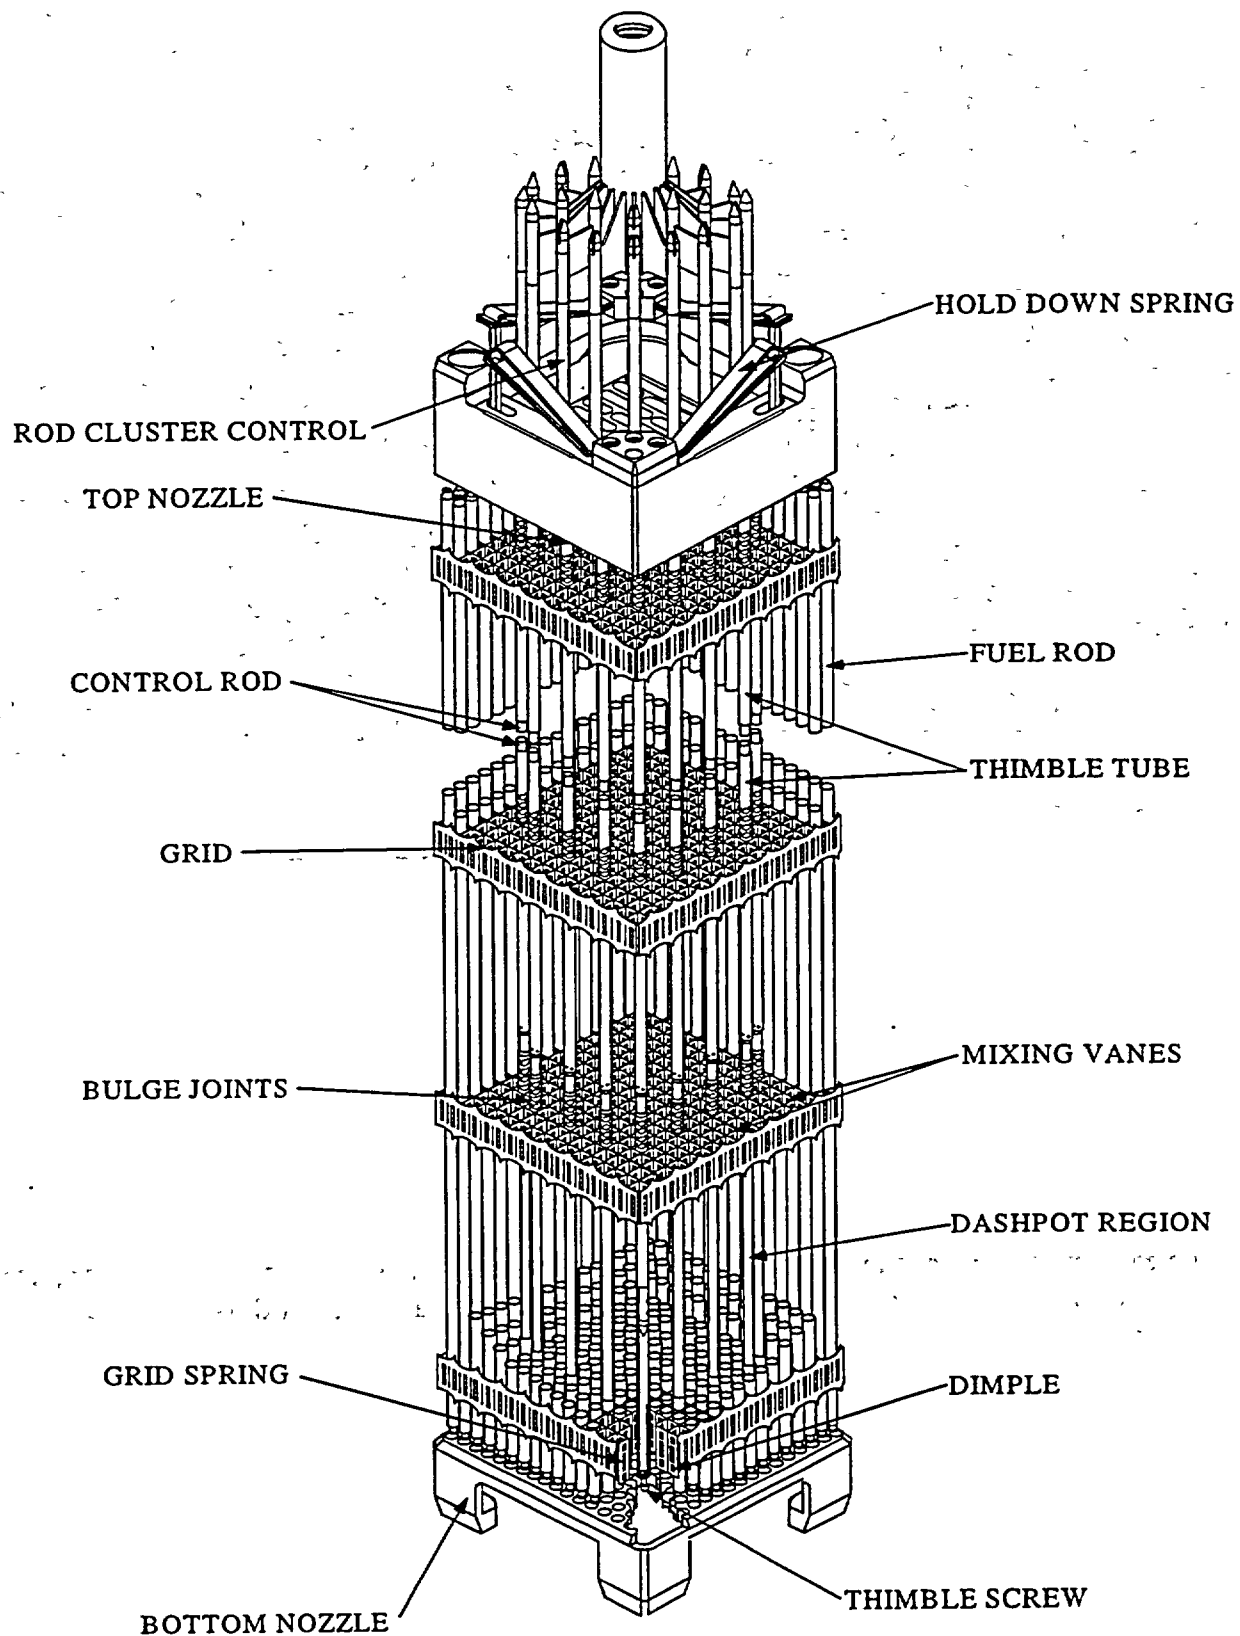 HOLD DOWN SPRING
ROD CLUSTER CONTROL
TOP NOZZLE
FUEL ROD
CONTROL ROD
THIMBLE TUBE
GRID
MIXING VANES
BULGE JOINTS
DASHPOT REGION
GRID SPRING
DIMPLE
THIMBLE SCREW
BOTTOM NOZZLE